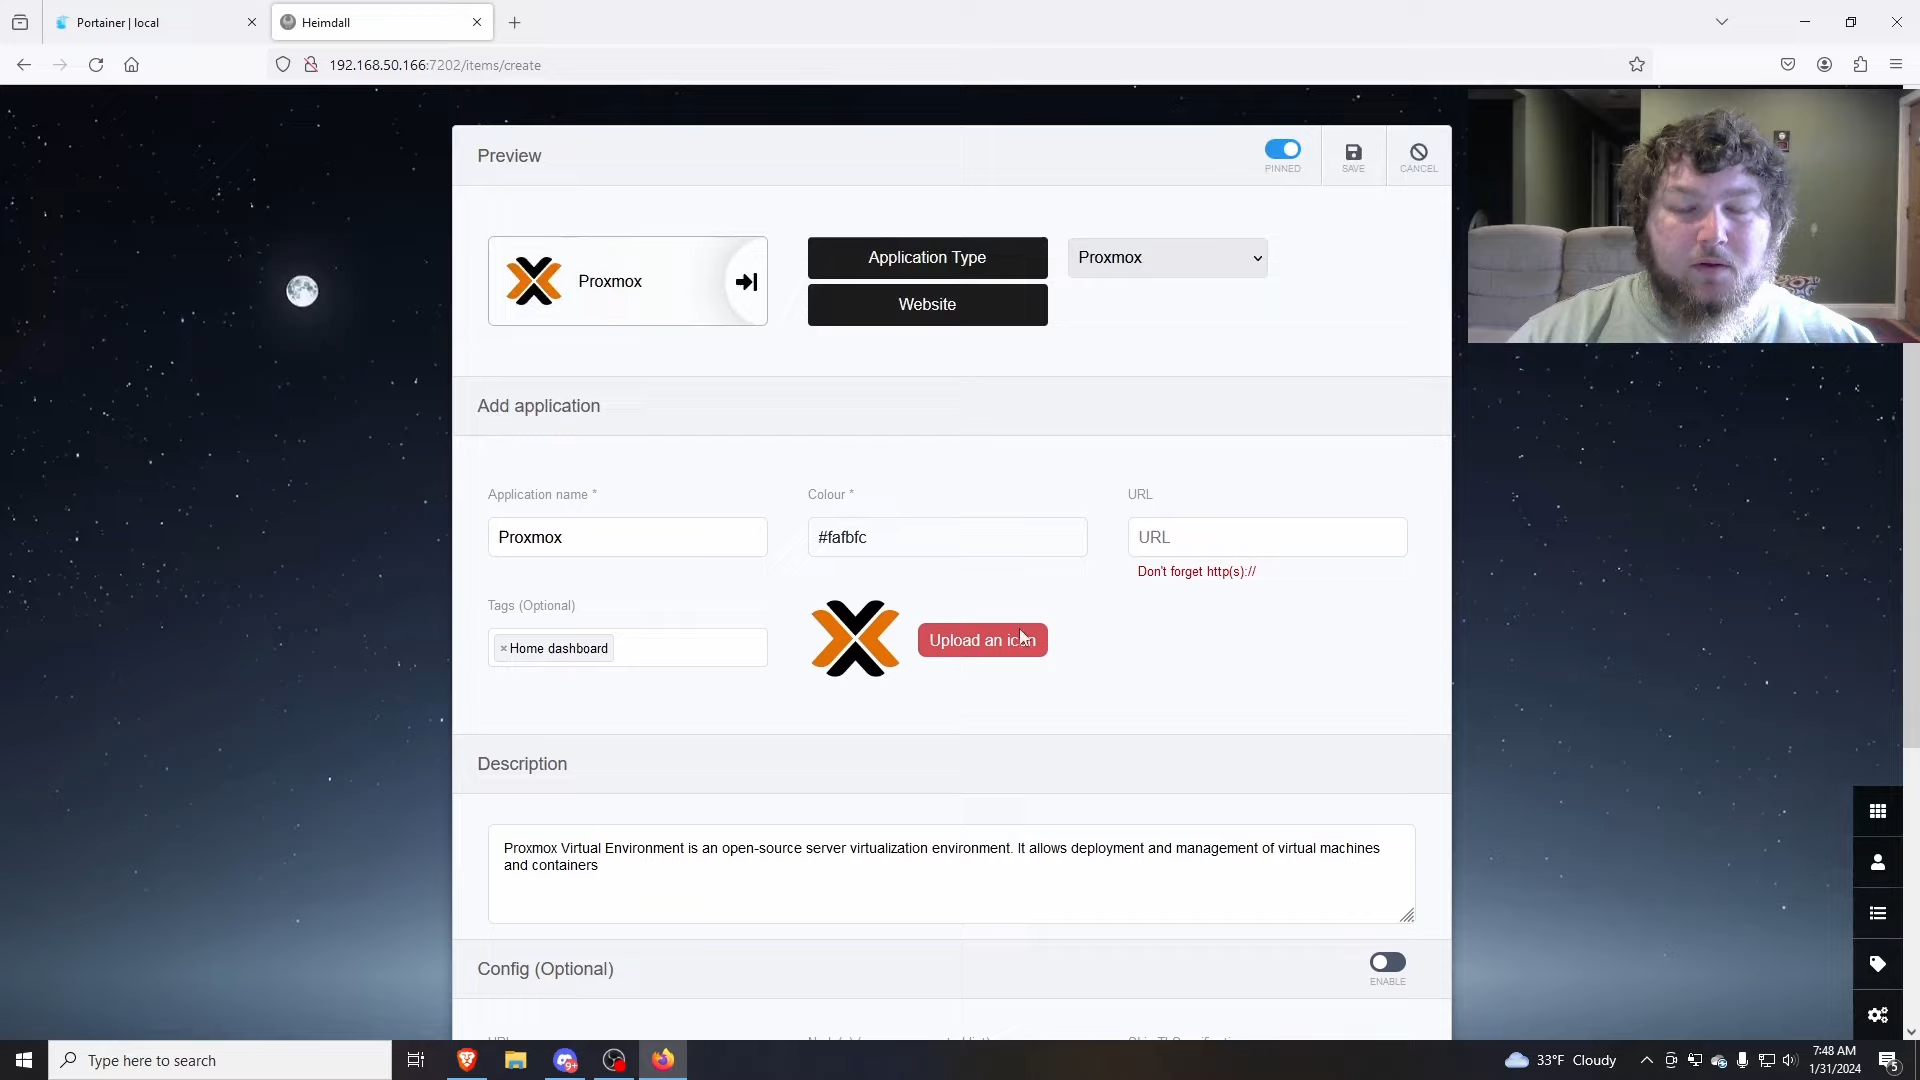 Portainer | local
Heimdall
192.168.50.166:7202/items/create
Preview
PINNED
SAVE
CANCEL
Proxmox
Application Type
Proxmox
Website
Add application
Application name *
Colour *
URL
Proxmox
#fafbfc
URL
Don't forget http(s)://
Tags (Optional)
× Home dashboard
Upload an icon
Description
Proxmox Virtual Environment is an open-source server virtualization environment. It allows deployment and management of virtual machines
and containers
Config (Optional)
ENABLE
Type here to search
9+
33°F Cloudy
7:48 AM
1/31/2024
5